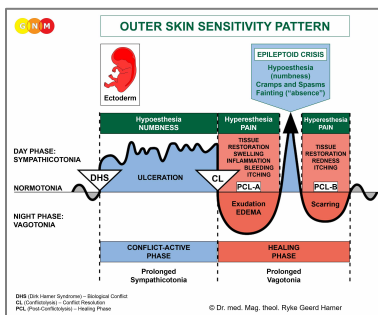 GNM
OUTER SKIN SENSITIVITY PATTERN
Ectoderm
EPILEPTOID CRISIS
Hypoesthesia
(numbness)
Cramps and Spasms
Fainting ("absence")
Hypoesthesia
NUMBNESS
Hyperesthesia
PAIN
Hyperesthesia
PAIN
DAY PHASE:
SYMPATHICOTONIA
TISSUE
RESTORATION
SWELLING
INFLAMMATION
BLEEDING
ITCHING
TISSUE
RESTORATION
REDNESS
ITCHING
DHS
ULCERATION
CL
PCL-A
PCL-B
NORMOTONIA
Exudation
EDEMA
Scarring
NIGHT PHASE:
VAGOTONIA
CONFLICT-ACTIVE
PHASE
HEALING
PHASE
Prolonged
Sympathicotonia
Prolonged
Vagotonia
DHS (Dirk Hamer Syndrome) – Biological Conflict
CL (Conflictolysis) – Conflict Resolution
PCL (Post-Conflictolysis) – Healing Phase
© Dr. med. Mag. theol. Ryke Geerd Hamer